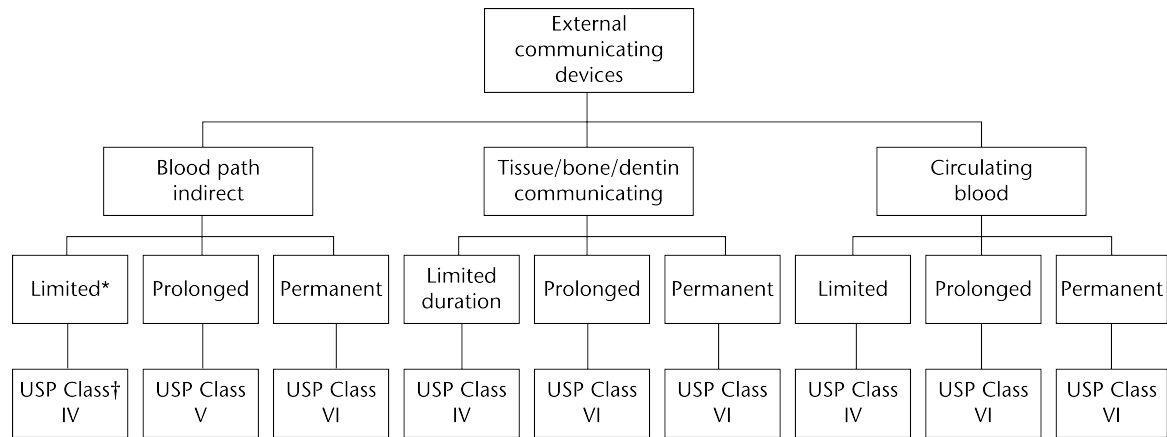 External
communicating
devices
Blood path
indirect
Tissue/bone/dentin
communicating
Circulating
blood
Limited*
Prolonged
Permanent
Limited
duration
Prolonged
Permanent
Limited
Prolonged
Permanent
USP Class†
IV
USP Class
V
USP Class
VI
USP Class
IV
USP Class
VI
USP Class
VI
USP Class
IV
USP Class
VI
USP Class
VI